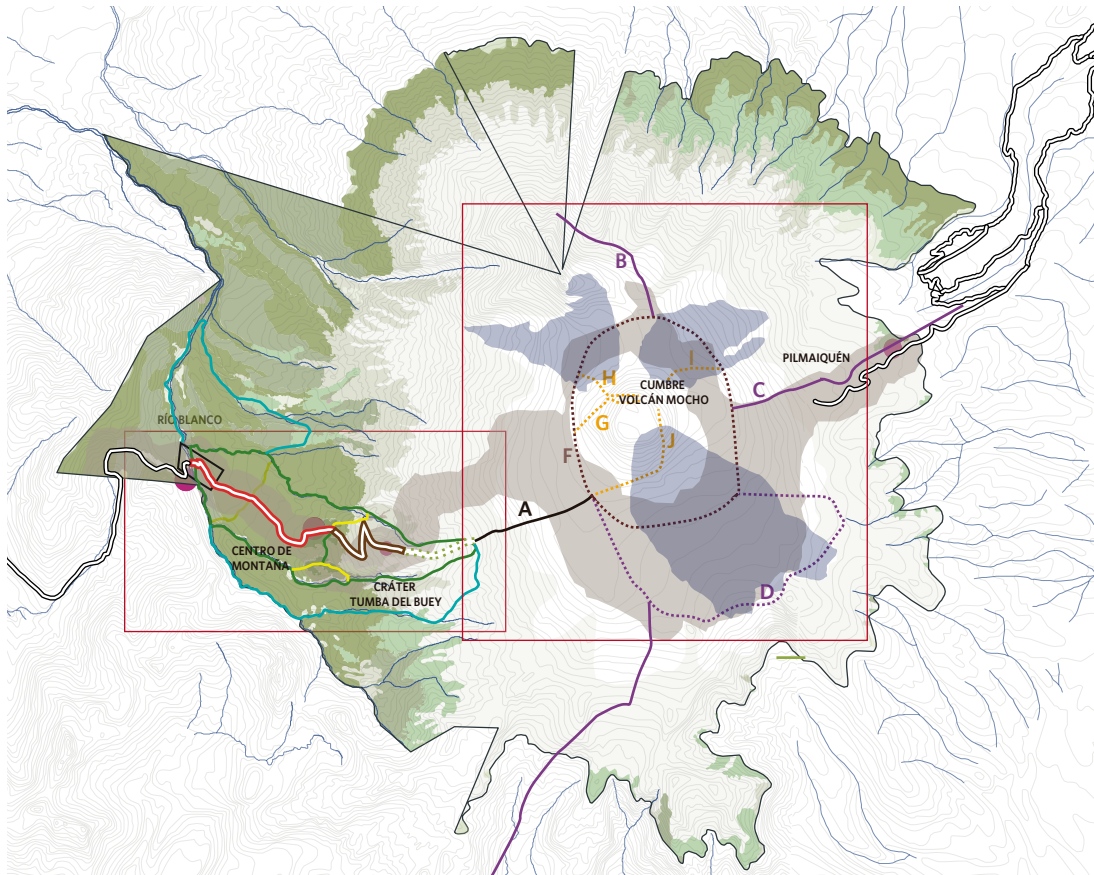 B
PILMAIQUÉN
I
H
CUMBRE
VOLCÁN MOCHO
C
RÍO BLANCO
G
J
F
A
CENTRO DE
MONTAÑA
CRÁTER
TUMBA DEL BUEY
D